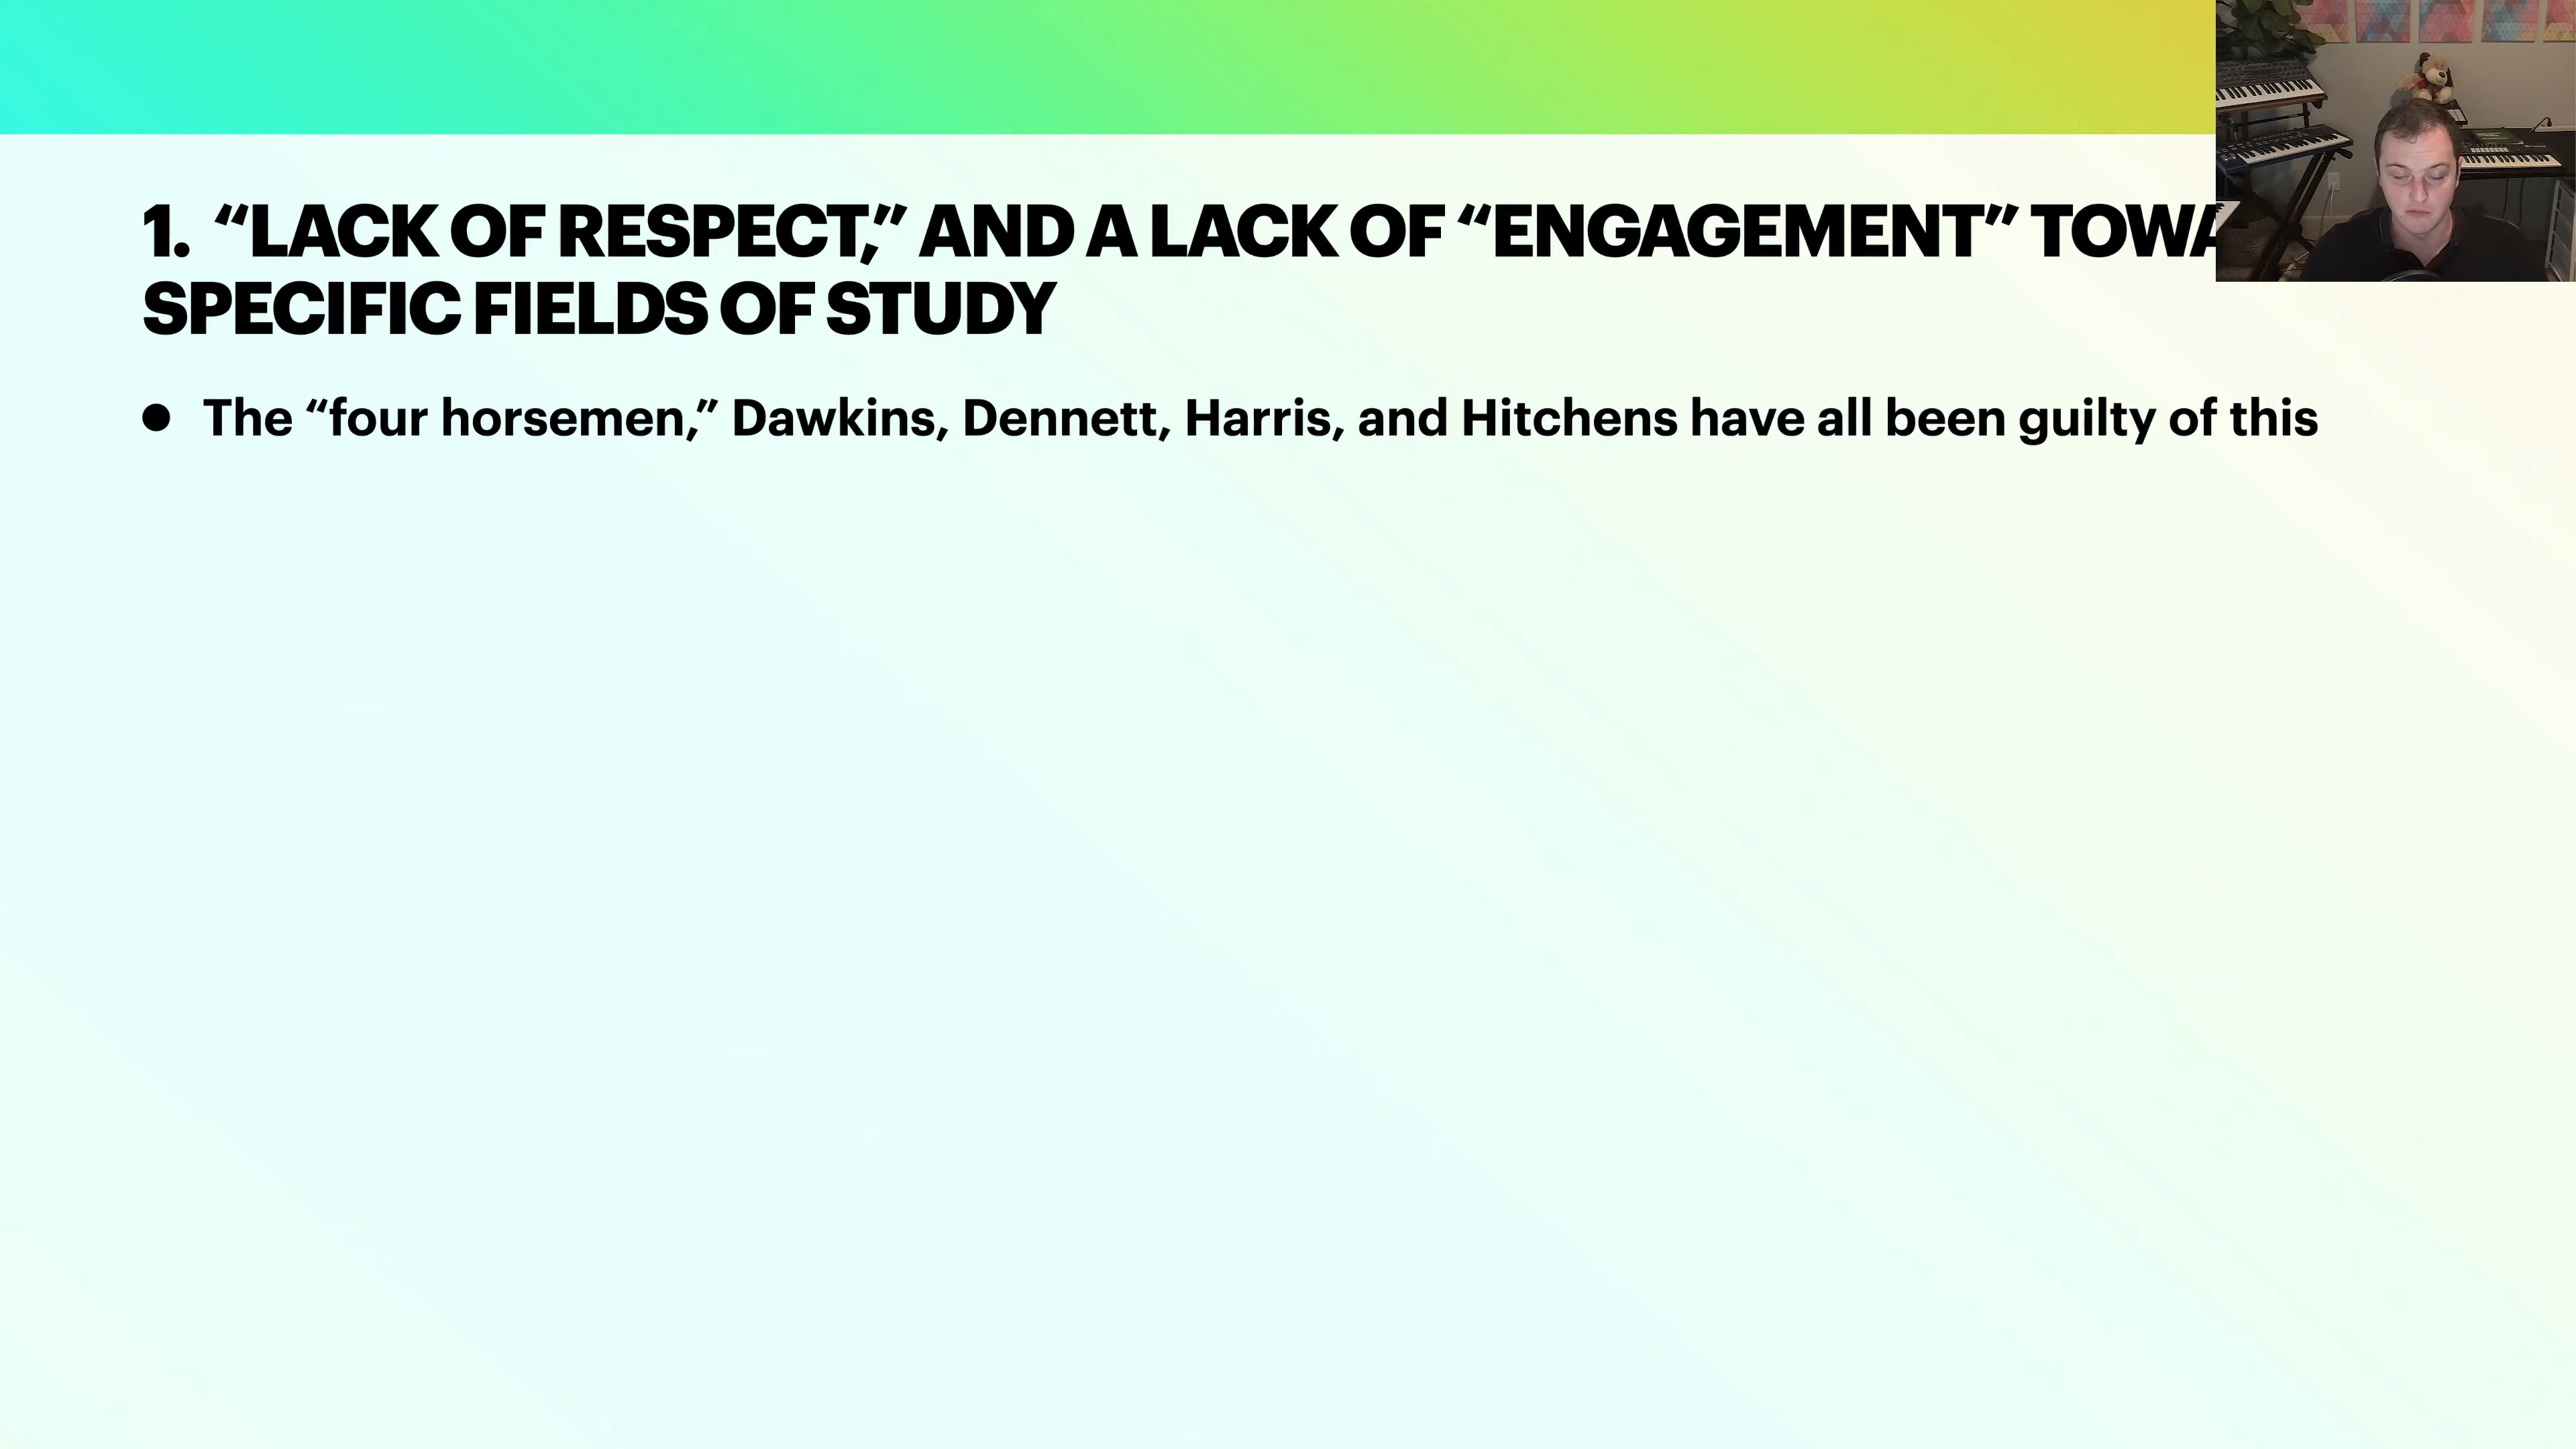 1. “LACK OF RESPECT,” AND A LACK OF “ENGAGEMENT”
SPECIFIC FIELDS OF STUDY
● The “four horsemen,” Dawkins, Dennett, Harris, and Hitchens have all been guilty of this